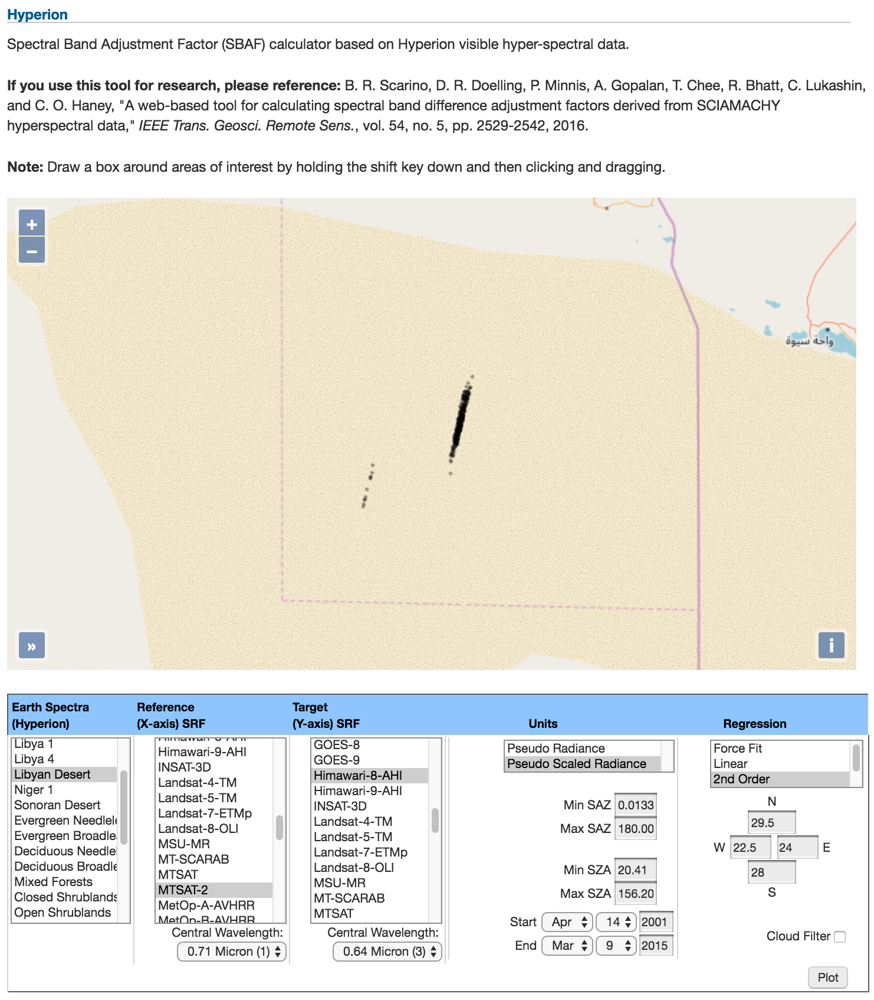 Hyperion
Spectral Band Adjustment Factor (SBAF) calculator based on Hyperion visible hyper-spectral data.
If you use this tool for research, please reference: B. R. Scarino, D. R. Doelling, P. Minnis, A. Gopalan, T. Chee, R. Bhatt, C. Lukashin,
and C. O. Haney, "A web-based tool for calculating spectral band difference adjustment factors derived from SCIAMACHY
hyperspectral data," IEEE Trans. Geosci. Remote Sens., vol. 54, no. 5, pp. 2529-2542, 2016.
Note: Draw a box around areas of interest by holding the shift key down and then clicking and dragging.
+
−
واحة سيوة
»
i
Earth Spectra
(Hyperion)
Reference
(X-axis) SRF
Target
(Y-axis) SRF
Units
Regression
Libya 1
Libya 4
Libyan Desert
Niger 1
Sonoran Desert
Evergreen Needlel
Evergreen Broadle
Deciduous Needle
Deciduous Broadle
Mixed Forests
Closed Shrublands
Open Shrublands
Himawari-8-AHI
Himawari-9-AHI
INSAT-3D
Landsat-4-TM
Landsat-5-TM
Landsat-7-ETMp
Landsat-8-OLI
MSU-MR
MT-SCARAB
MTSAT
MTSAT-2
MetOp-A-AVHRR
MetOp-B-AVHRR
Central Wavelength:
0.71 Micron (1)
GOES-8
GOES-9
Himawari-8-AHI
Himawari-9-AHI
INSAT-3D
Landsat-4-TM
Landsat-5-TM
Landsat-7-ETMp
Landsat-8-OLI
MSU-MR
MT-SCARAB
MTSAT
Central Wavelength:
0.64 Micron (3)
Pseudo Radiance
Pseudo Scaled Radiance
Min SAZ 0.0133
Max SAZ 180.00
Min SZA 20.41
Max SZA 156.20
Start Apr 14 2001
End Mar 9 2015
Force Fit
Linear
2nd Order
N
29.5
W 22.5 24 E
28
S
Cloud Filter
Plot